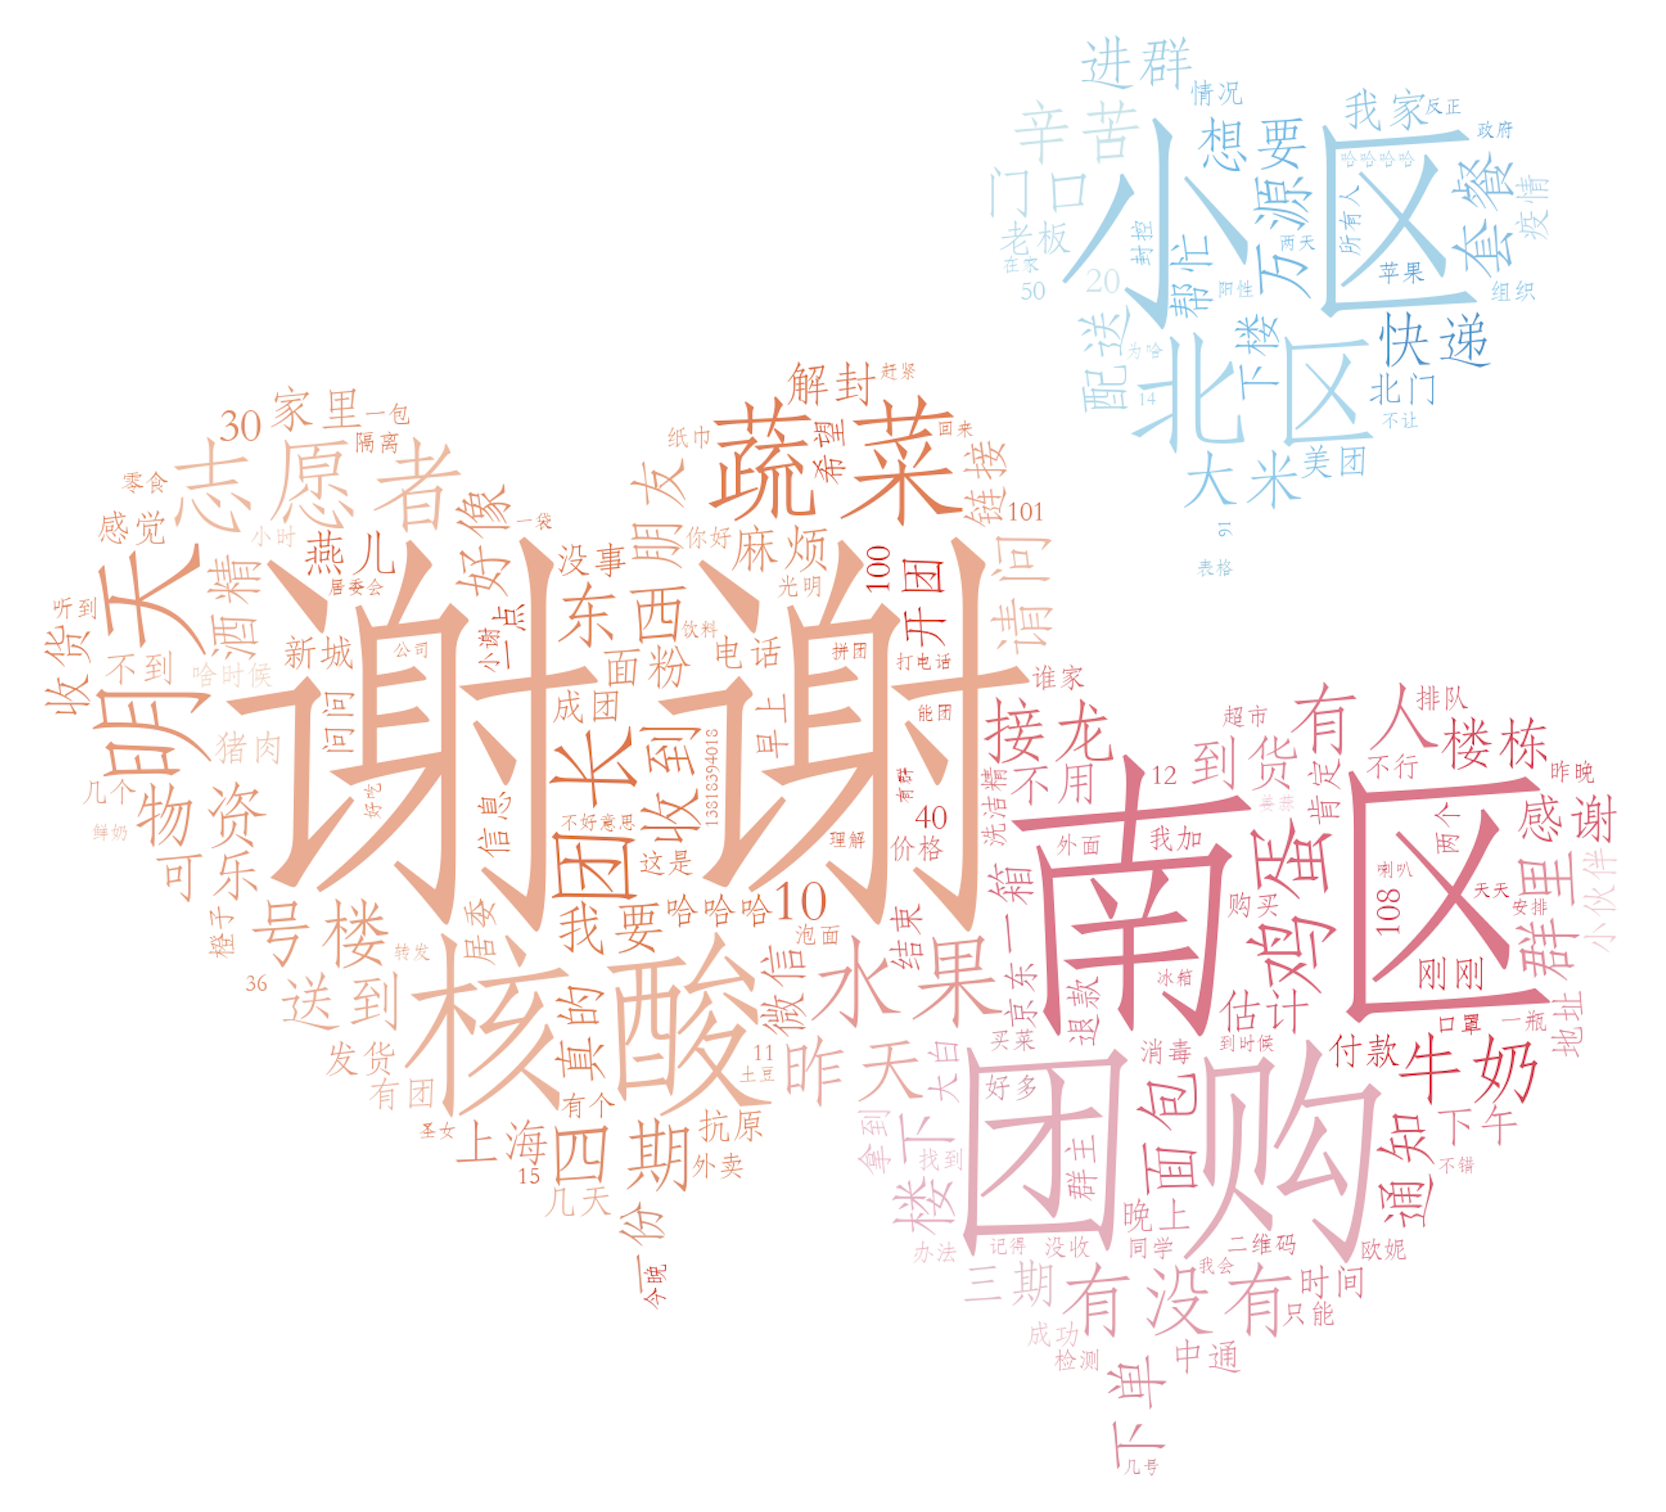 进群
情况
辛苦
想要
我家
反正
政府
小区
哈哈哈哈
门口
万源
套餐
疫情
所有人
老板
在家
封控
帮忙
两天
苹果
50
20
阳性
组织
配送
为哈
14
下楼
快递
北区
北门
不让
大米
美团
16
表格
解封
赶紧
30
家里
一包
隔离
志愿者
纸巾
蔬菜
希望
回来
零食
感觉
小时
燕儿
居委会
好像
一袋
朋友
你好
麻烦
链接
101
明天
酒精
没事
光明
100
开团
请问
听到
收货
不到
哈时候
新城
谢谢
公司
小谢
一点
东西
饮料
面粉
电话
拼团
打电话
问问
成团
早上
能团
猪肉
几个
鲜奶
物资
好吃
信息
团长
收到
13818394018
有群
不好意思
这是
理解
40
价格
可乐
橙子
号楼
居委
转发
我要
哈哈哈
10
泡面
结束
36
送到
核酸
真的
微信
水果
发货
有团
有个
11
土豆
昨天
圣女
上海
15
四期
抗原
外卖
几天
一份
今晚
谁家
接龙
超市
有人
排队
楼栋
不用
12
到货
肯定
不行
昨晚
洗洁精
南区
感谢
外面
我加
鸡蛋
两个
喇叭
一箱
购买
108
天天
安排
群里
小伙伴
京东
退款
冰箱
估计
刚刚
口罩
一瓶
地址
买菜
大白
好多
消毒
到时候
付款
牛奶
拿到
下楼
找到
团购
群主
面包
通知
下午
不错
办法
记得
没收
晚上
同学
二维码
欧妮
三期
有没有
我会
时间
只能
成功
检测
中通
下单
几号